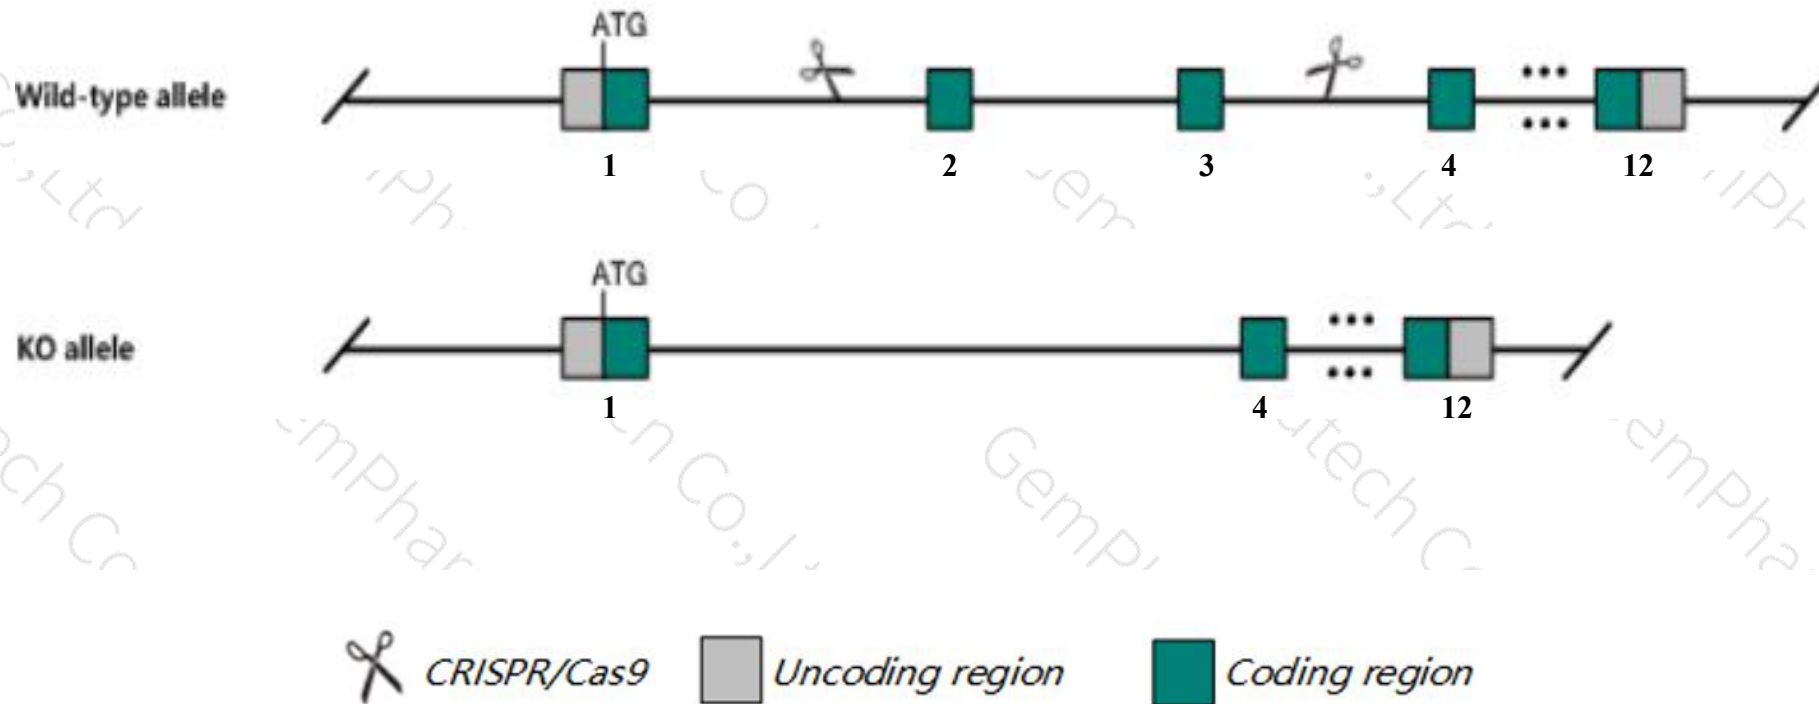 ATG
Wild-type allele
•••
•••
1 2 3 4 12
ATG
KO allele
•••
•••
1 4 12
CRISPR/Cas9 Uncoding region Coding region